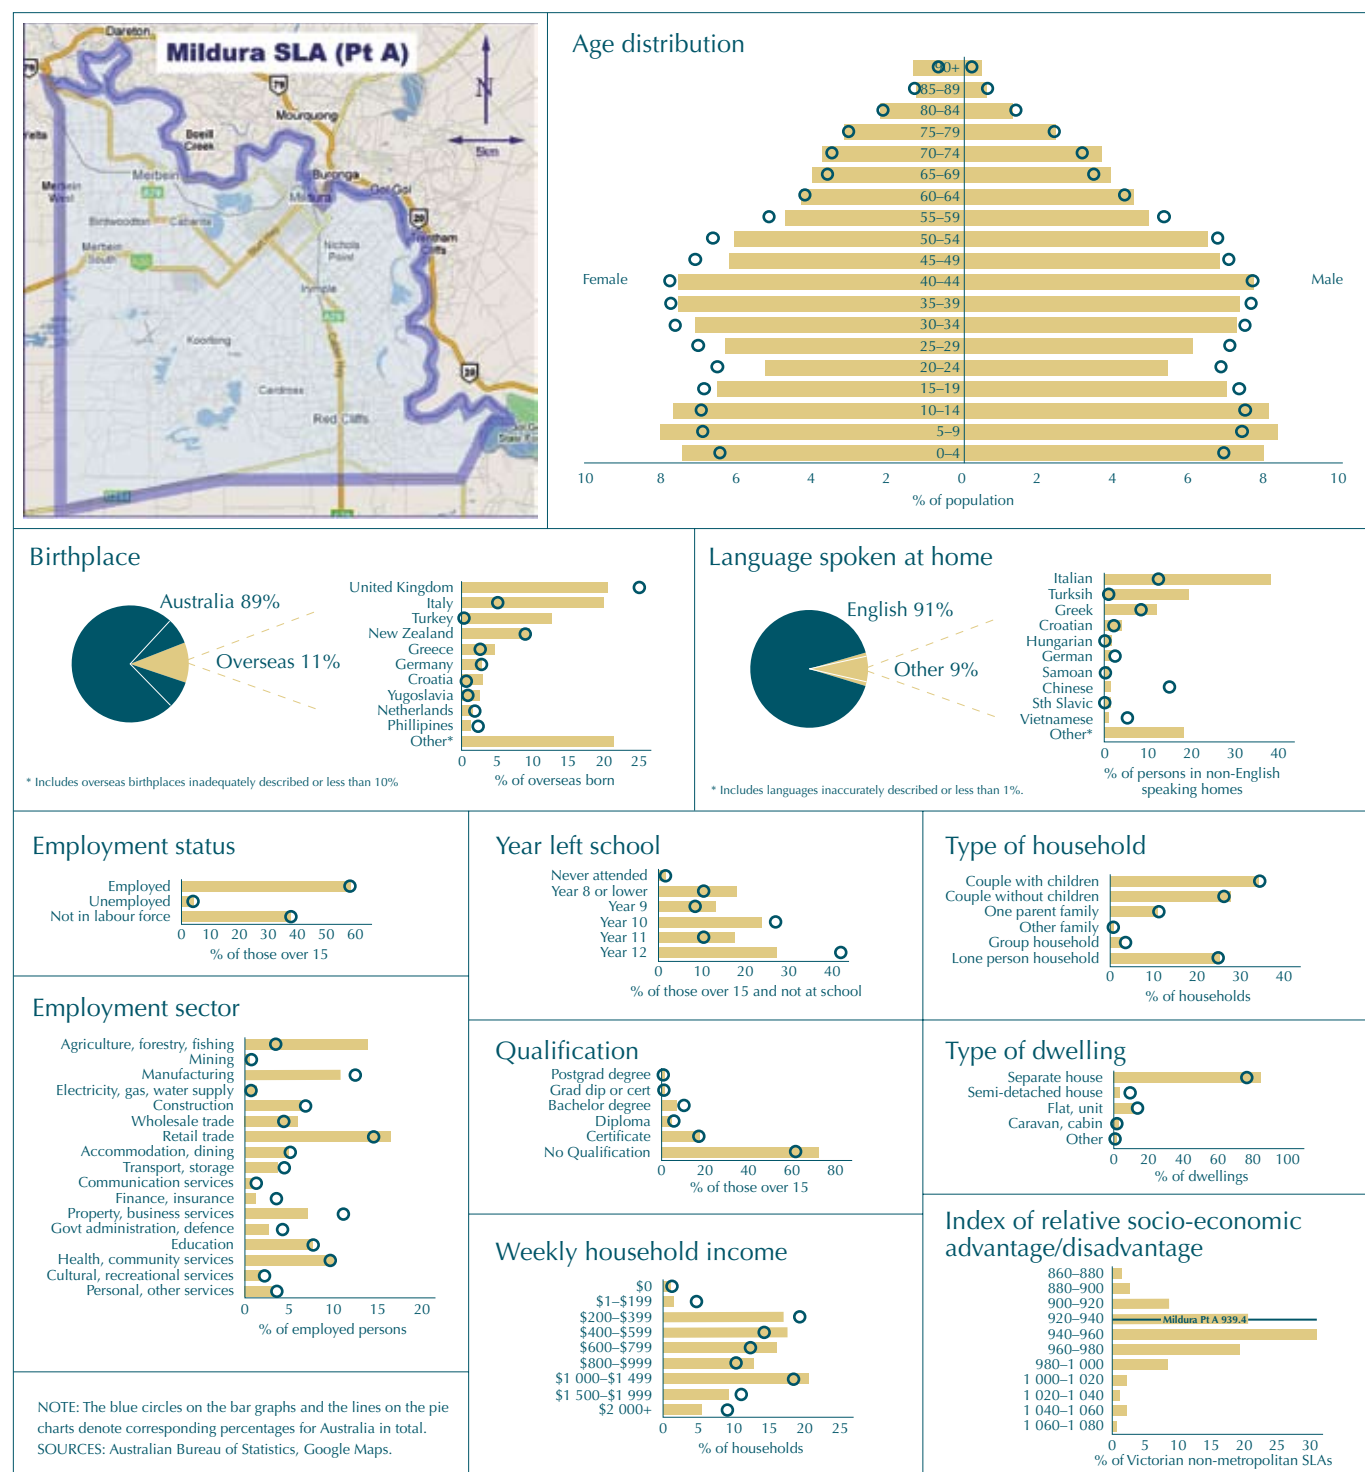 Mildura SLA (Pt A)
Dareton
79
79
N
5km
Mourquong
Boeill
Creek
Merbein
West
Merbein
A79
Buronga
Gol Gol
Mildura
20
Birdwoodton
Cabarita
Merbein
South
Nichols
Point
Trentham
Cliffs
Irymple
A79
Koorlong
20
Cardross
Red Cliffs
Age distribution
90+
85–89
80–84
75–79
70–74
65–69
60–64
55–59
50–54
45–49
Female
40–44
Male
35–39
30–34
25–29
20–24
15–19
10–14
5–9
0–4
10 8 6 4 2 0 2 4 6 8 10
% of population
Birthplace
Australia 89%
Overseas 11%
United Kingdom
Italy
Turkey
New Zealand
Greece
Germany
Croatia
Yugoslavia
Netherlands
Phillipines
Other*
0 5 10 15 20 25
% of overseas born
* Includes overseas birthplaces inadequately described or less than 10%
Language spoken at home
English 91%
Other 9%
Italian
Turksih
Greek
Croatian
Hungarian
German
Samoan
Chinese
Sth Slavic
Vietnamese
Other*
0 10 20 30 40
% of persons in non-English
speaking homes
* Includes languages inaccurately described or less than 1%.
Employment status
Employed
Unemployed
Not in labour force
0 10 20 30 40 50 60
% of those over 15
Year left school
Never attended
Year 8 or lower
Year 9
Year 10
Year 11
Year 12
0 10 20 30 40
% of those over 15 and not at school
Type of household
Couple with children
Couple without children
One parent family
Other family
Group household
Lone person household
0 10 20 30 40
% of households
Employment sector
Agriculture, forestry, fishing
Mining
Manufacturing
Electricity, gas, water supply
Construction
Wholesale trade
Retail trade
Accommodation, dining
Transport, storage
Communication services
Finance, insurance
Property, business services
Govt administration, defence
Education
Health, community services
Cultural, recreational services
Personal, other services
0 5 10 15 20
% of employed persons
Qualification
Postgrad degree
Grad dip or cert
Bachelor degree
Diploma
Certificate
No Qualification
0 20 40 60 80
% of those over 15
Type of dwelling
Separate house
Semi-detached house
Flat, unit
Caravan, cabin
Other
0 20 40 60 80 100
% of dwellings
Weekly household income
$0
$1–$199
$200–$399
$400–$599
$600–$799
$800–$999
$1 000–$1 499
$1 500–$1 999
$2 000+
0 5 10 15 20 25
% of households
Index of relative socio-economic
advantage/disadvantage
860–880
880–900
900–920
920–940
Mildura Pt A 939.4
940–960
960–980
980–1 000
1 000–1 020
1 020–1 040
1 040–1 060
1 060–1 080
0 5 10 15 20 25 30
% of Victorian non-metropolitan SLAs
NOTE: The blue circles on the bar graphs and the lines on the pie
charts denote corresponding percentages for Australia in total.
SOURCES: Australian Bureau of Statistics, Google Maps.